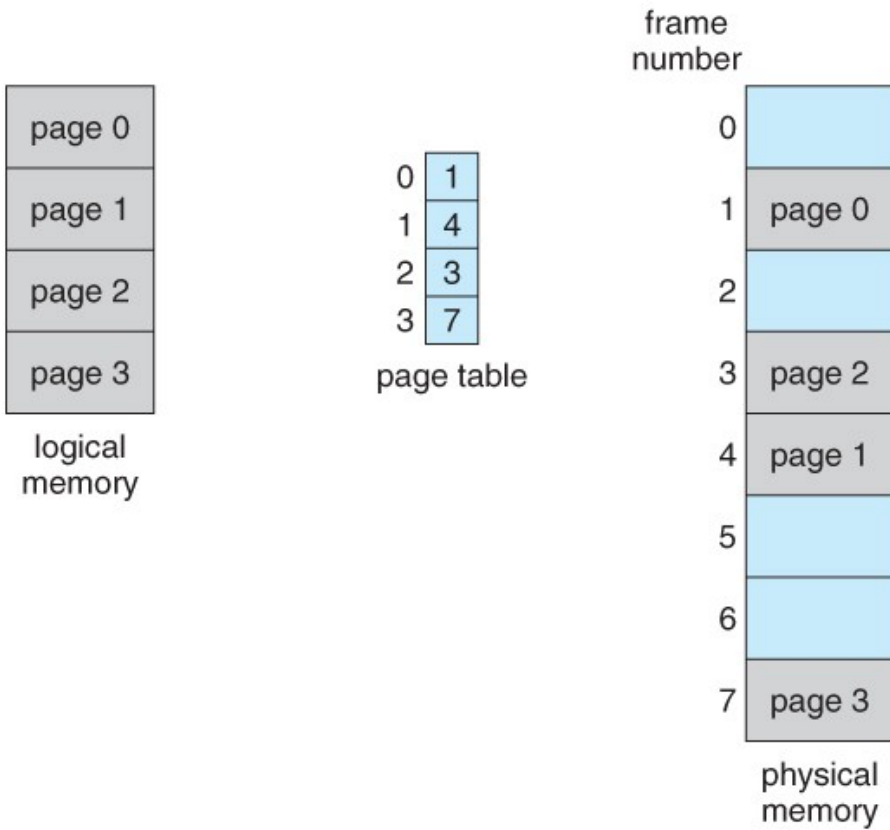 page 0
page 1
page 2
page 3
logical
memory
0 1
1 4
2 3
3 7
page table
frame
number
0
1 page 0
2
3 page 2
4 page 1
5
6
7 page 3
physical
memory